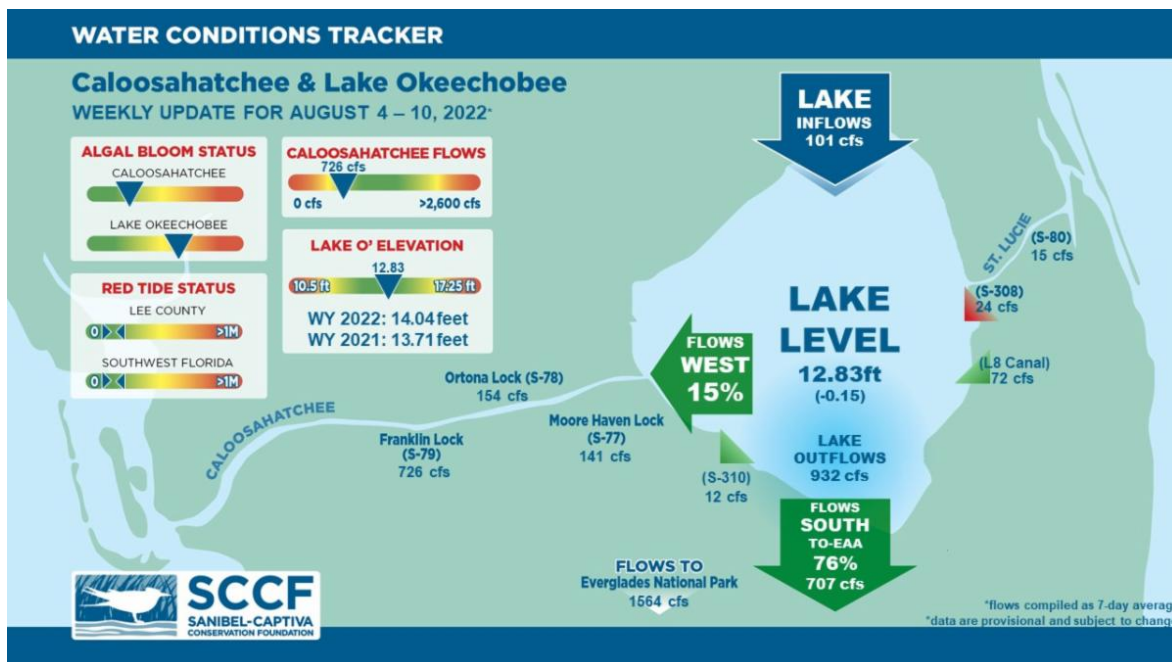 WATER CONDITIONS TRACKER
Caloosahatchee & Lake Okeechobee
WEEKLY UPDATE FOR AUGUST 4 – 10, 2022*
ALGAL BLOOM STATUS
CALOOSAHATCHEE
LAKE OKEECHOBEE
RED TIDE STATUS
LEE COUNTY
0 >1M
SOUTHWEST FLORIDA
0 >1M
CALOOSAHATCHEE FLOWS
726 cfs
0 cfs >2,600 cfs
LAKE O' ELEVATION
12.83
10.5 ft 17.25 ft
WY 2022: 14.04 feet
WY 2021: 13.71 feet
LAKE
INFLOWS
101 cfs
ST. LUCIE
(S-80)
15 cfs
(S-308)
24 cfs
(L8 Canal)
72 cfs
LAKE
LEVEL
12.83ft
(-0.15)
LAKE
OUTFLOWS
932 cfs
FLOWS
WEST
15%
CALOOSAHATCHEE
Ortona Lock (S-78)
154 cfs
Franklin Lock
(S-79)
726 cfs
Moore Haven Lock
(S-77)
141 cfs
(S-310)
12 cfs
FLOWS
SOUTH
TO-EAA
76%
707 cfs
FLOWS TO
Everglades National Park
1564 cfs
SCCF
SANIBEL-CAPTIVA
CONSERVATION FOUNDATION
*flows compiled as 7-day averag
*data are provisional and subject to chang